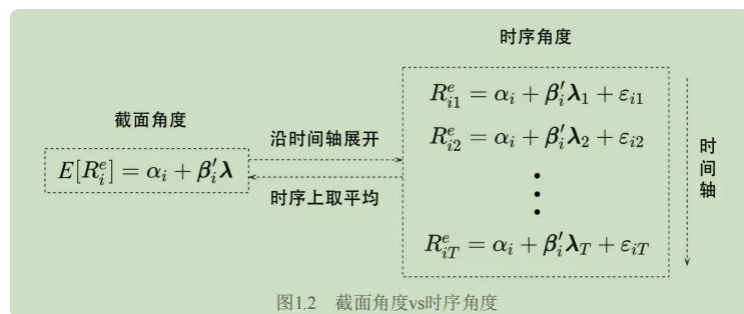 时序角度
截面角度
E[R_i^e] = α_i + β_i′λ
沿时间轴展开
时序上取平均
R_{i1}^e = α_i + β_i′λ_1 + ε_{i1}
R_{i2}^e = α_i + β_i′λ_2 + ε_{i2}
⋮
R_{iT}^e = α_i + β_i′λ_T + ε_{iT}
时间轴
图1.2 截面角度vs时序角度